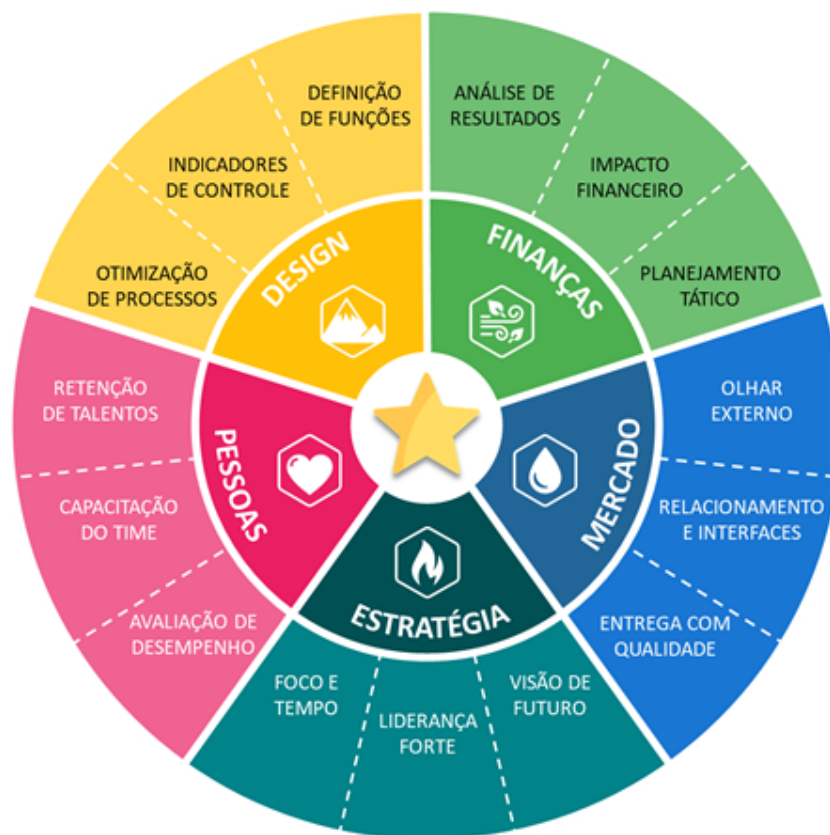 DEFINIÇÃO
DE FUNÇÕES
INDICADORES
DE CONTROLE
OTIMIZAÇÃO
DE PROCESSOS
DESIGN
ANÁLISE DE
RESULTADOS
IMPACTO
FINANCEIRO
PLANEJAMENTO
TÁTICO
FINANÇAS
OLHAR
EXTERNO
RELACIONAMENTO
E INTERFACES
ENTREGA COM
QUALIDADE
MERCADO
VISÃO DE
FUTURO
LIDERANÇA
FORTE
FOCO E
TEMPO
ESTRATÉGIA
RETENÇÃO
DE TALENTOS
CAPACITAÇÃO
DO TIME
AVALIAÇÃO DE
DESEMPENHO
PESSOAS